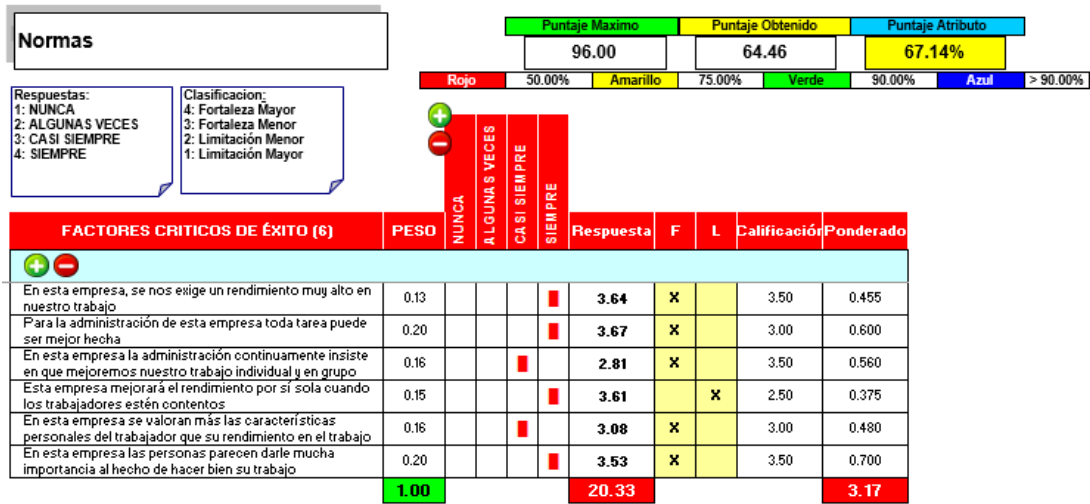 Normas
Puntaje Maximo Puntaje Obtenido Puntaje Atributo
96.00 64.46 67.14%
Rojo 50.00% Amarillo 75.00% Verde 90.00% Azul > 90.00%
Respuestas:
1: NUNCA
2: ALGUNAS VECES
3: CASI SIEMPRE
4: SIEMPRE
Clasificacion:
4: Fortaleza Mayor
3: Fortaleza Menor
2: Limitación Menor
1: Limitación Mayor
FACTORES CRITICOS DE ÉXITO (6) PESO NUNCA ALGUNAS VECES CASI SIEMPRE SIEMPRE Respuesta F L Calificación Ponderado
En esta empresa, se nos exige un rendimiento muy alto en
nuestro trabajo
0.13 3.64 X 3.50 0.455
Para la administración de esta empresa toda tarea puede
ser mejor hecha
0.20 3.67 X 3.00 0.600
En esta empresa la administración continuamente insiste
en que mejoremos nuestro trabajo individual y en grupo
0.16 2.81 X 3.50 0.560
Esta empresa mejorará el rendimiento por sí sola cuando
los trabajadores estén contentos
0.15 3.61 X 2.50 0.375
En esta empresa se valoran más las características
personales del trabajador que su rendimiento en el trabajo
0.16 3.08 X 3.00 0.480
En esta empresa las personas parecen darle mucha
importancia al hecho de hacer bien su trabajo
0.20 3.53 X 3.50 0.700
1.00 20.33 3.17